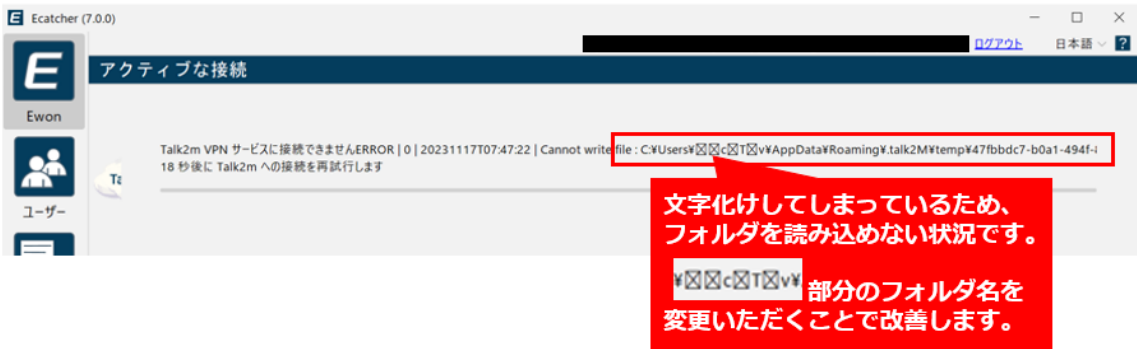 Ecatcher (7.0.0)
ログアウト 日本語 ?
アクティブな接続
Ewon
Talk2m VPN サービスに接続できませんERROR | 0 | 20231117T07:47:22 | Cannot write file : C:¥Users¥☒☒c☒T☒v¥AppData¥Roaming¥.talk2M¥temp¥47fbbdc7-b0a1-494f-
18 秒後に Talk2m への接続を再試行します
ユーザー
文字化けしてしまっているため、
フォルダを読み込めない状況です。
¥☒☒c☒T☒v¥ 部分のフォルダ名を
変更いただくことで改善します。